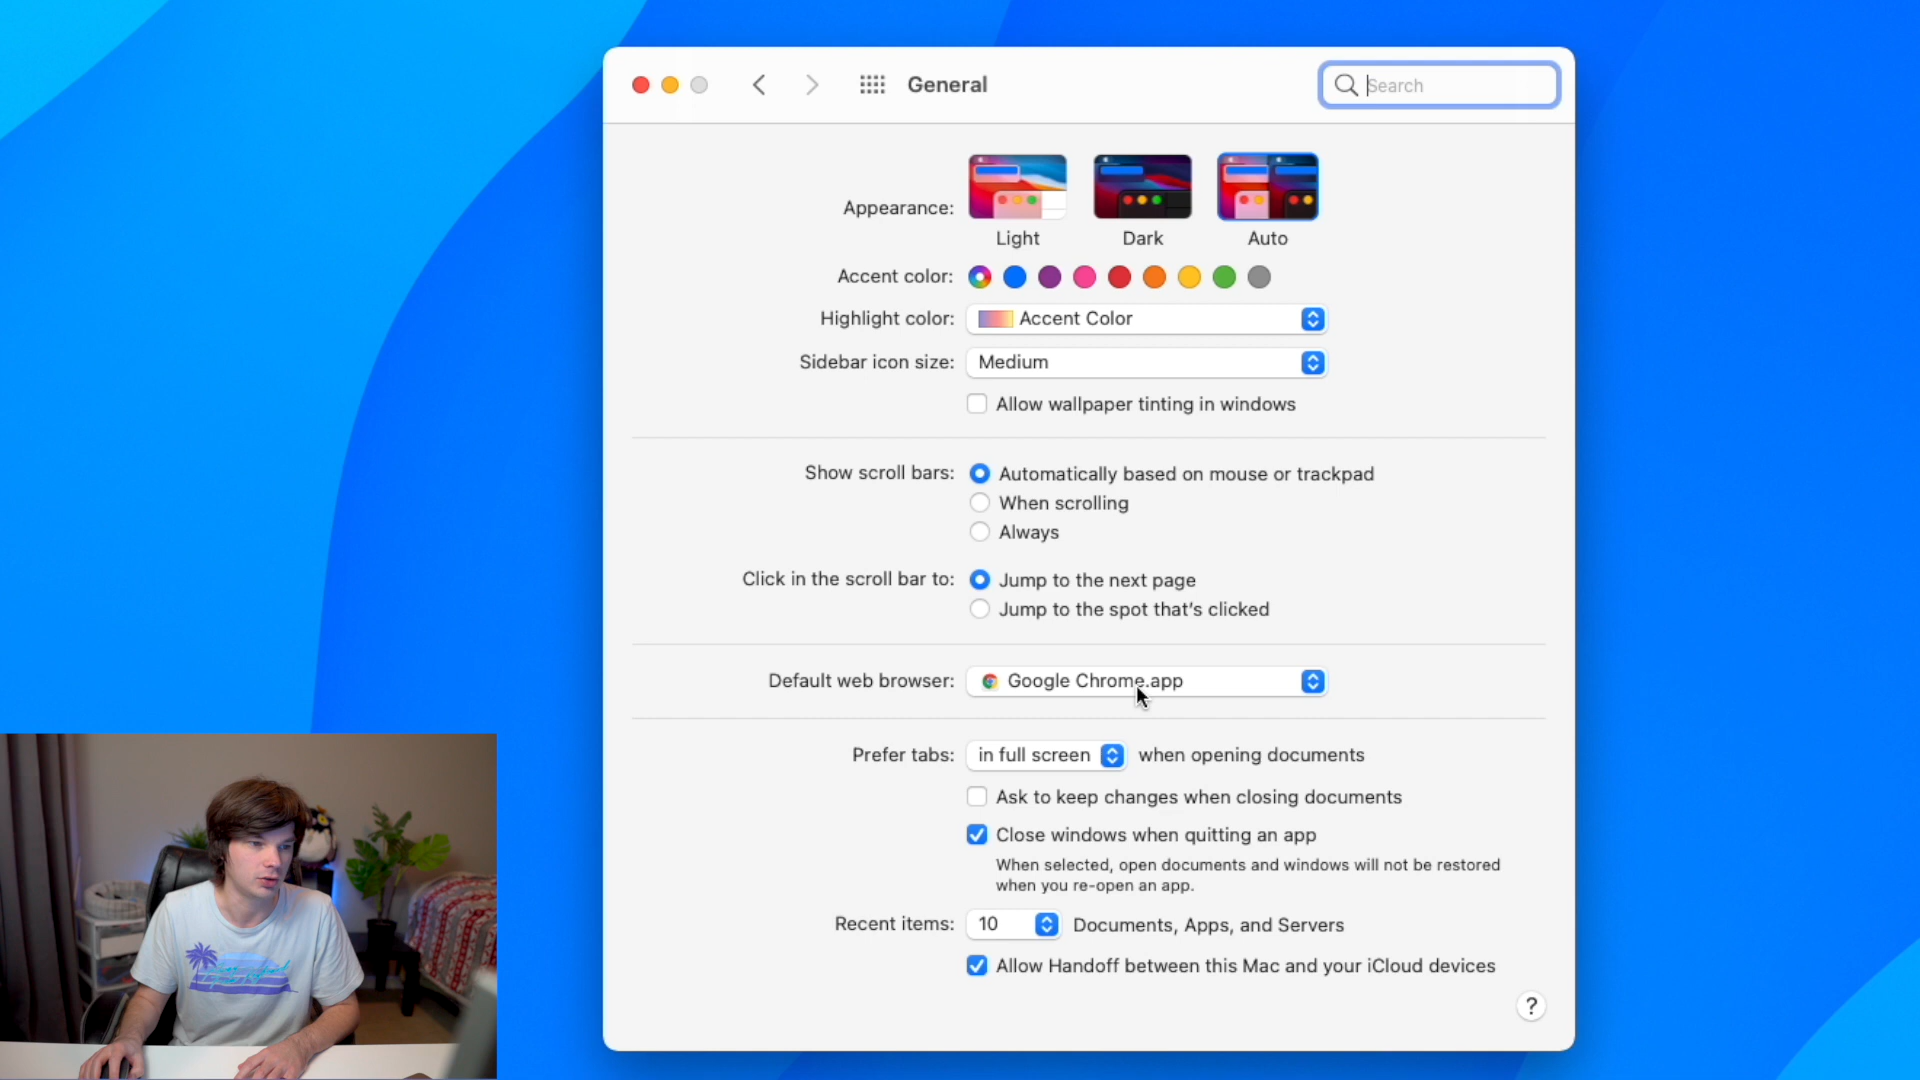 General
Search
Appearance:
Light
Dark
Auto
Accent color:
Highlight color: Accent Color
Sidebar icon size: Medium
Allow wallpaper tinting in windows
Show scroll bars: Automatically based on mouse or trackpad
When scrolling
Always
Click in the scroll bar to: Jump to the next page
Jump to the spot that's clicked
Default web browser: Google Chrome.app
Prefer tabs: in full screen when opening documents
Ask to keep changes when closing documents
Close windows when quitting an app
When selected, open documents and windows will not be restored
when you re-open an app.
Recent items: 10 Documents, Apps, and Servers
Allow Handoff between this Mac and your iCloud devices
?